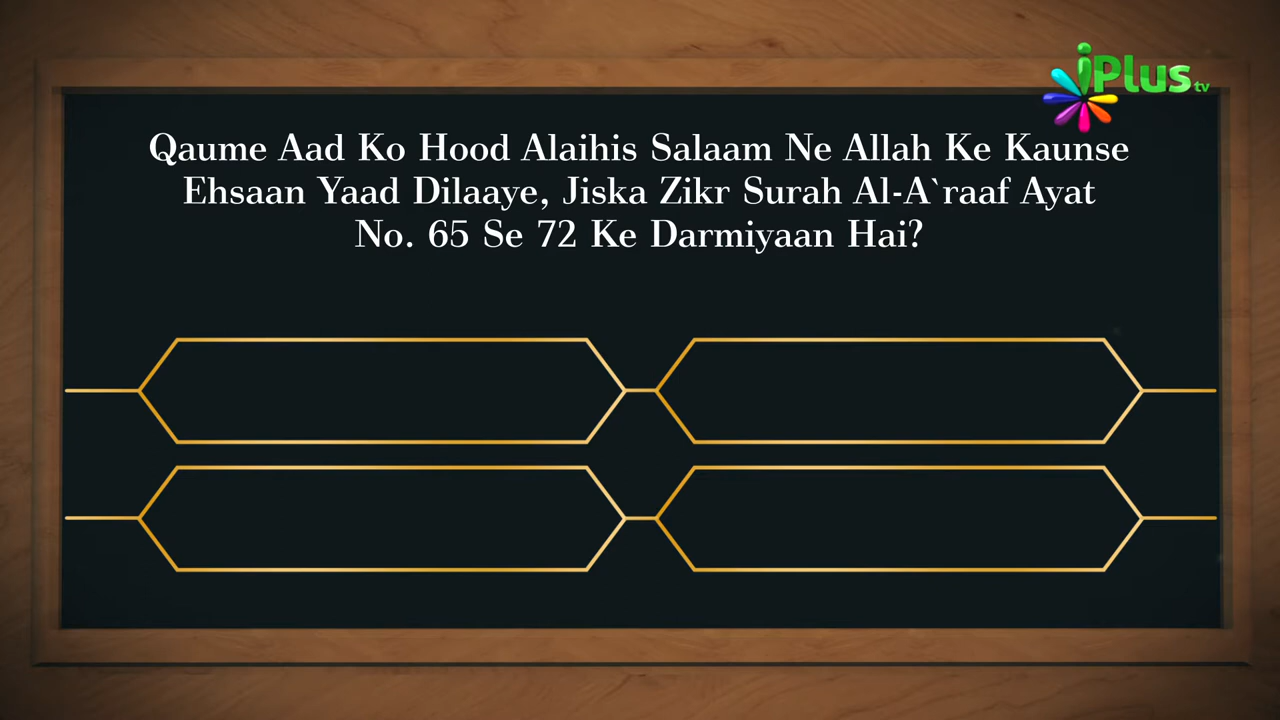 iPlus tv
Qaume Aad Ko Hood Alaihis Salaam Ne Allah Ke Kaunse
Ehsaan Yaad Dilaaye, Jiska Zikr Surah Al-A`raaf Ayat
No. 65 Se 72 Ke Darmiyaan Hai?